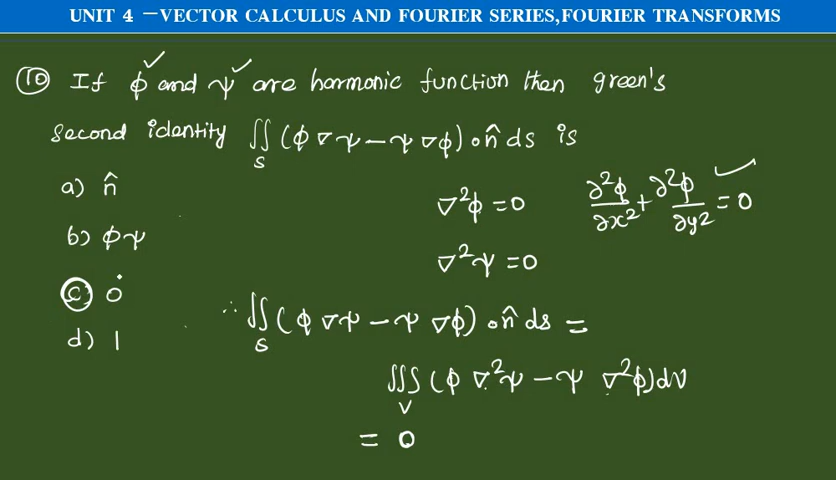 UNIT 4 –VECTOR CALCULUS AND FOURIER SERIES,FOURIER TRANSFORMS
⑩ If ϕ and ψ are harmonic function then green's
second identity ∬_S (ϕ ∇ψ − ψ ∇ϕ) ∘ n̂ ds is
a) n̂
b) ϕψ
c) 0
d) 1
∇²ϕ = 0
∂²ϕ/∂x² + ∂²ϕ/∂y² = 0
∇²ψ = 0
∴ ∬_S (ϕ ∇ψ − ψ ∇ϕ) ∘ n̂ ds =
∭_V (ϕ ∇²ψ − ψ ∇²ϕ) dv
= 0